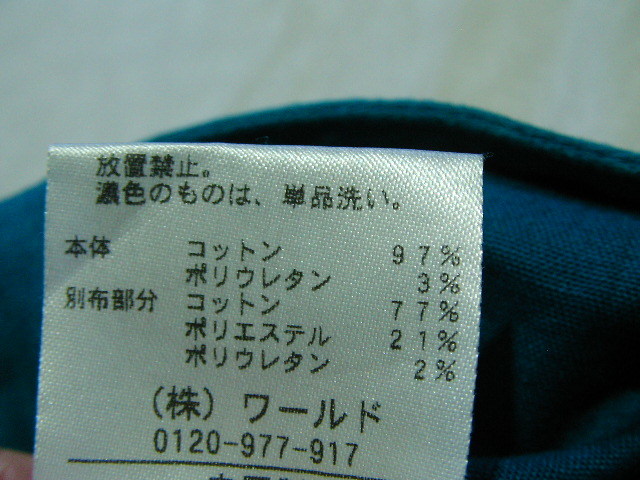 放置禁止。
濃色のものは、単品洗い。
本体 コットン 97%
ポリウレタン 3%
別布部分 コットン 77%
ポリエステル 21%
ポリウレタン 2%
(株) ワールド
0120-977-917